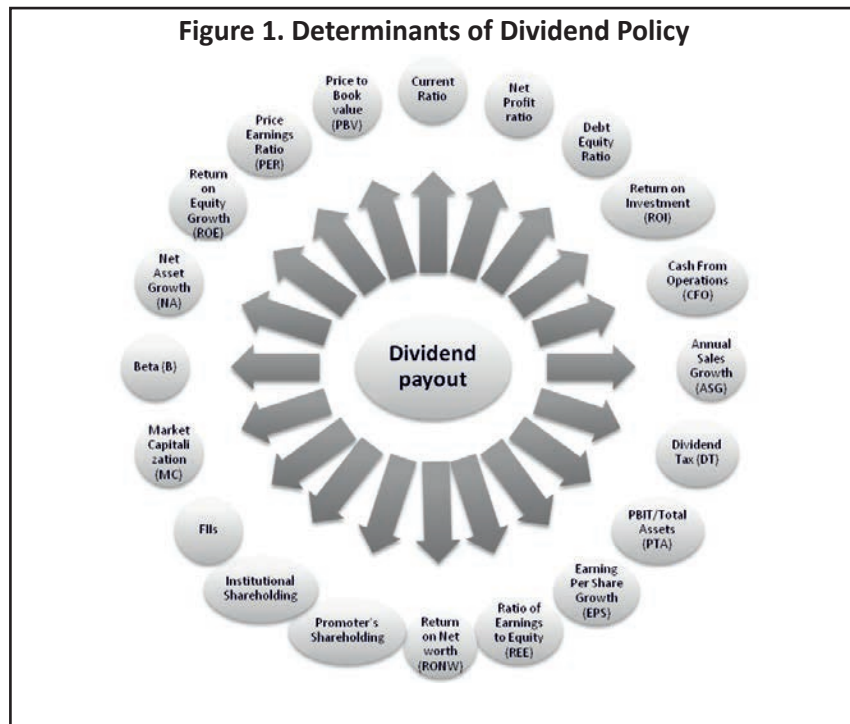 Figure 1. Determinants of Dividend Policy
Current
Ratio
Net
Profit
ratio
Debt
Equity
Ratio
Return on
Investment
(ROI)
Cash From
Operations
(CFO)
Annual
Sales
Growth
(ASG)
Dividend
Tax (DT)
PBIT/Total
Assets
(PTA)
Earning
Per Share
Growth
(EPS)
Ratio of
Earnings
to Equity
(REE)
Return
on Net
worth
(RONW)
Promoter's
Shareholding
Institutional
Shareholding
FIIs
Market
Capitali
zation
(MC)
Beta (B)
Net
Asset
Growth
(NA)
Return
on
Equity
Growth
(ROE)
Price
Earnings
Ratio
(PER)
Price to
Book
value
(PBV)
Dividend
payout